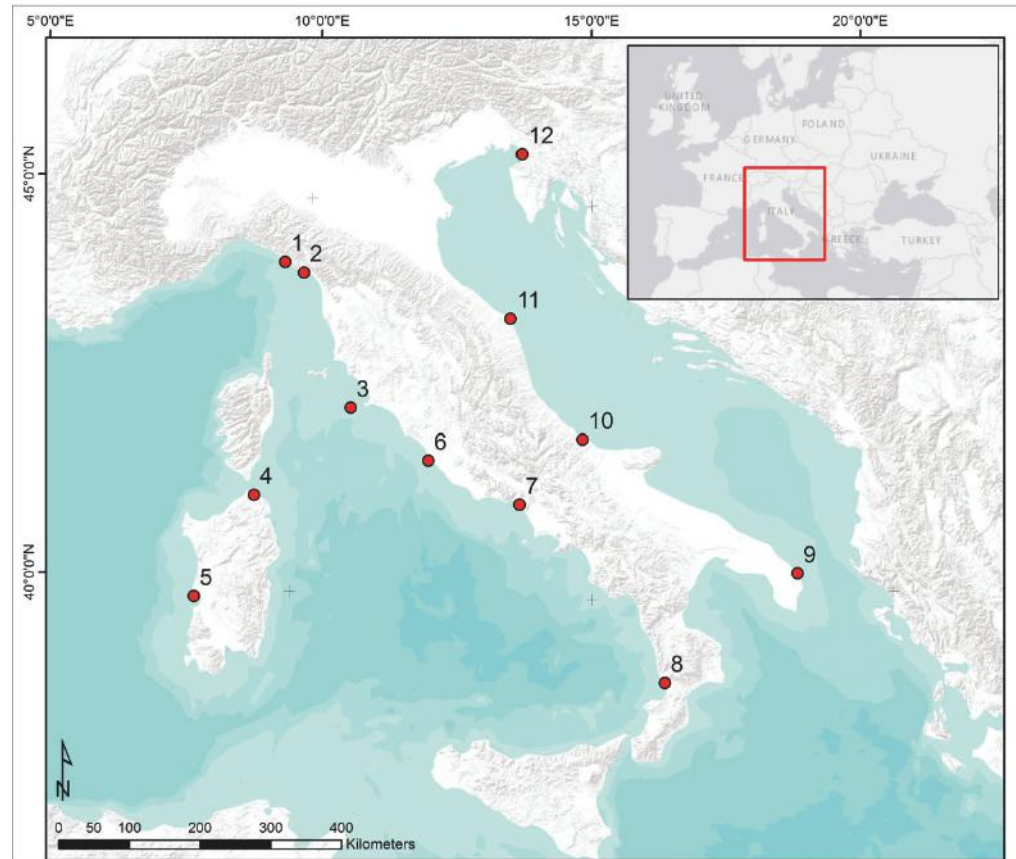 5°0'0"E 10°0'0"E 15°0'0"E 20°0'0"E
45°0'0"N
40°0'0"N
UNITED
KINGDOM
POLAND
GERMANY
UKRAINE
FRANCE
ITALY
GREECE
TURKEY
12
1
2
11
3
10
6
4
7
9
5
8
N
0 50 100 200 300 400
Kilometers